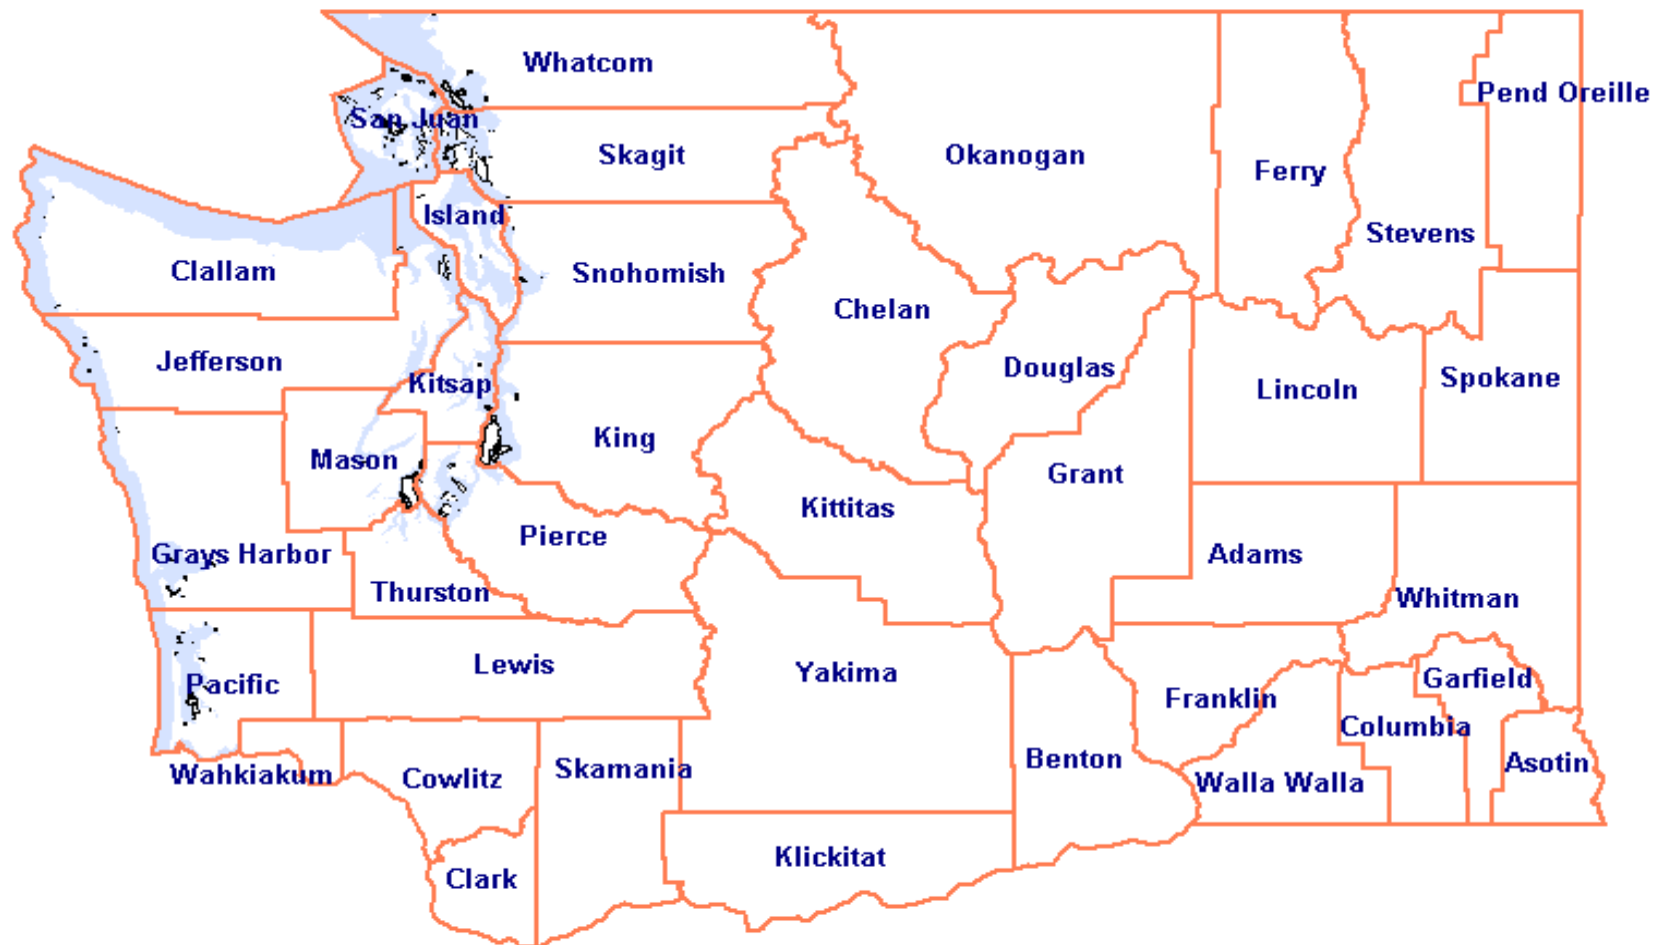 Whatcom
Pend Oreille
San Juan
Skagit
Okanogan
Ferry
Island
Stevens
Clallam
Snohomish
Chelan
Jefferson
Douglas
Kitsap
Lincoln
Spokane
King
Mason
Grant
Kittitas
Pierce
Grays Harbor
Adams
Thurston
Whitman
Lewis
Yakima
Garfield
Pacific
Franklin
Columbia
Benton
Asotin
Skamania
Wahkiakum
Cowlitz
Walla Walla
Klickitat
Clark